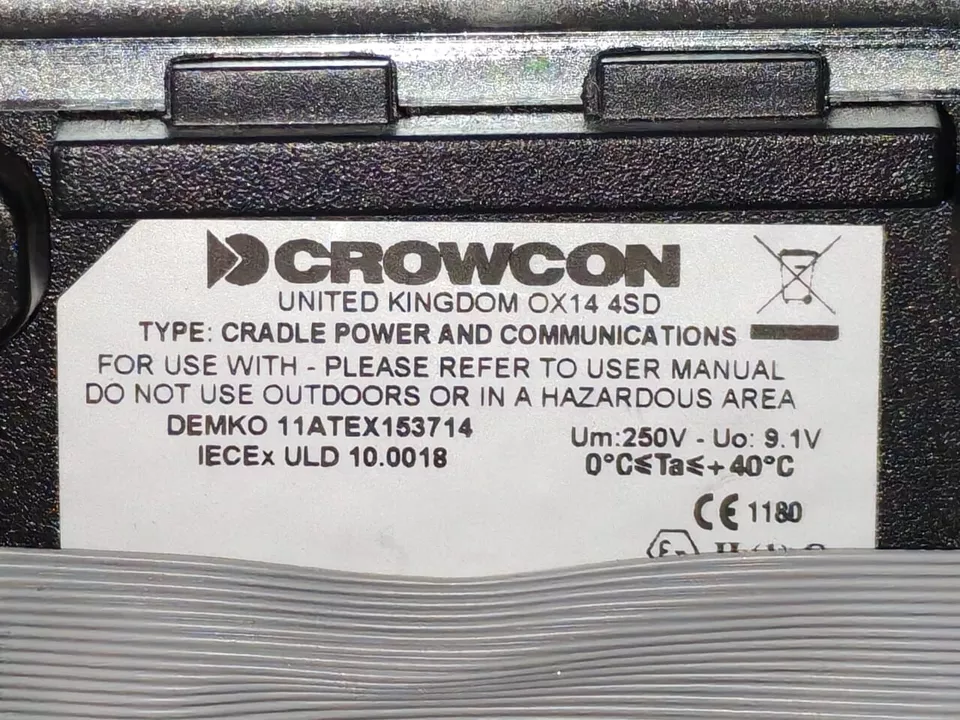 CROWCON
UNITED KINGDOM OX14 4SD
TYPE: CRADLE POWER AND COMMUNICATIONS
FOR USE WITH - PLEASE REFER TO USER MANUAL
DO NOT USE OUTDOORS OR IN A HAZARDOUS AREA
DEMKO 11ATEX153714
IECEx ULD 10.0018
Um:250V - Uo: 9.1V
0°C≤Ta≤+40°C
CE 1180